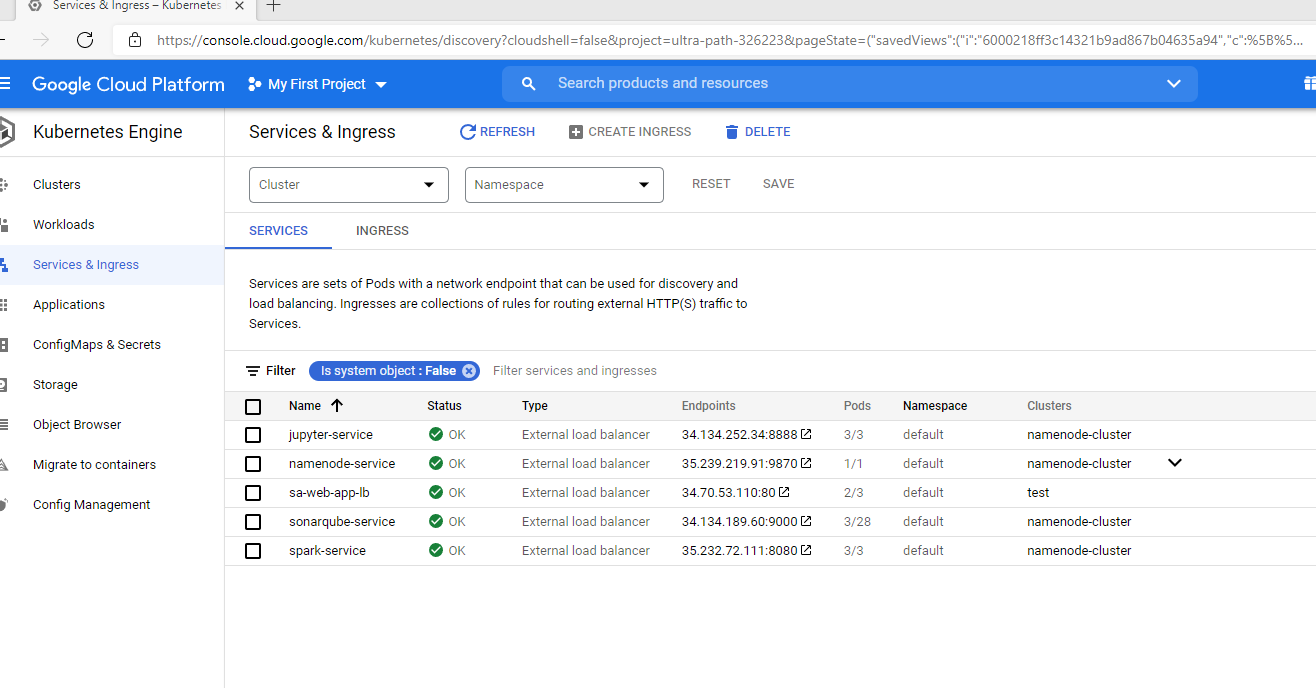 Services & Ingress – Kubernetes
https://console.cloud.google.com/kubernetes/discovery?cloudshell=false&project=ultra-path-326223&pageState=("savedViews":("i":"6000218ff3c14321b9ad867b04635a94","c":%5B%5...
Google Cloud Platform My First Project Search products and resources
Kubernetes Engine
Clusters
Workloads
Services & Ingress
Applications
ConfigMaps & Secrets
Storage
Object Browser
Migrate to containers
Config Management
Services & Ingress REFRESH CREATE INGRESS DELETE
Cluster Namespace RESET SAVE
SERVICES INGRESS
Services are sets of Pods with a network endpoint that can be used for discovery and
load balancing. Ingresses are collections of rules for routing external HTTP(S) traffic to
Services.
Filter Is system object : False Filter services and ingresses
Name Status Type Endpoints Pods Namespace Clusters
jupyter-service OK External load balancer 34.134.252.34:8888 3/3 default namenode-cluster
namenode-service OK External load balancer 35.239.219.91:9870 1/1 default namenode-cluster
sa-web-app-lb OK External load balancer 34.70.53.110:80 2/3 default test
sonarqube-service OK External load balancer 34.134.189.60:9000 3/28 default namenode-cluster
spark-service OK External load balancer 35.232.72.111:8080 3/3 default namenode-cluster